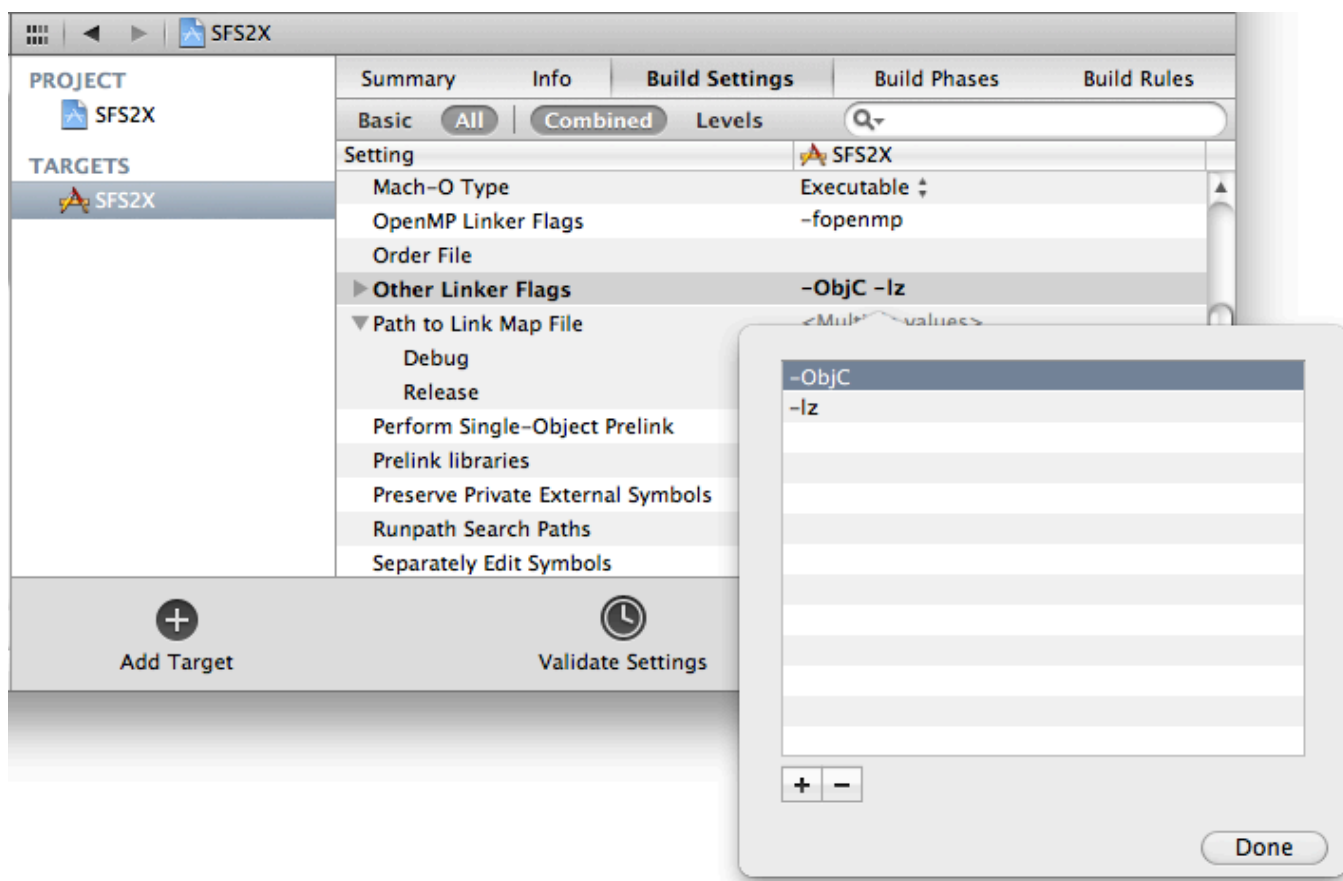 SFS2X
PROJECT
SFS2X
TARGETS
SFS2X
Summary Info Build Settings Build Phases Build Rules
Basic All Combined Levels
Setting SFS2X
Mach-O Type Executable
OpenMP Linker Flags -fopenmp
Order File
Other Linker Flags -ObjC -lz
Path to Link Map File values>
Debug
Release
Perform Single-Object Prelink
Prelink libraries
Preserve Private External Symbols
Runpath Search Paths
Separately Edit Symbols
-ObjC
-lz
Add Target Validate Settings
+ -
Done